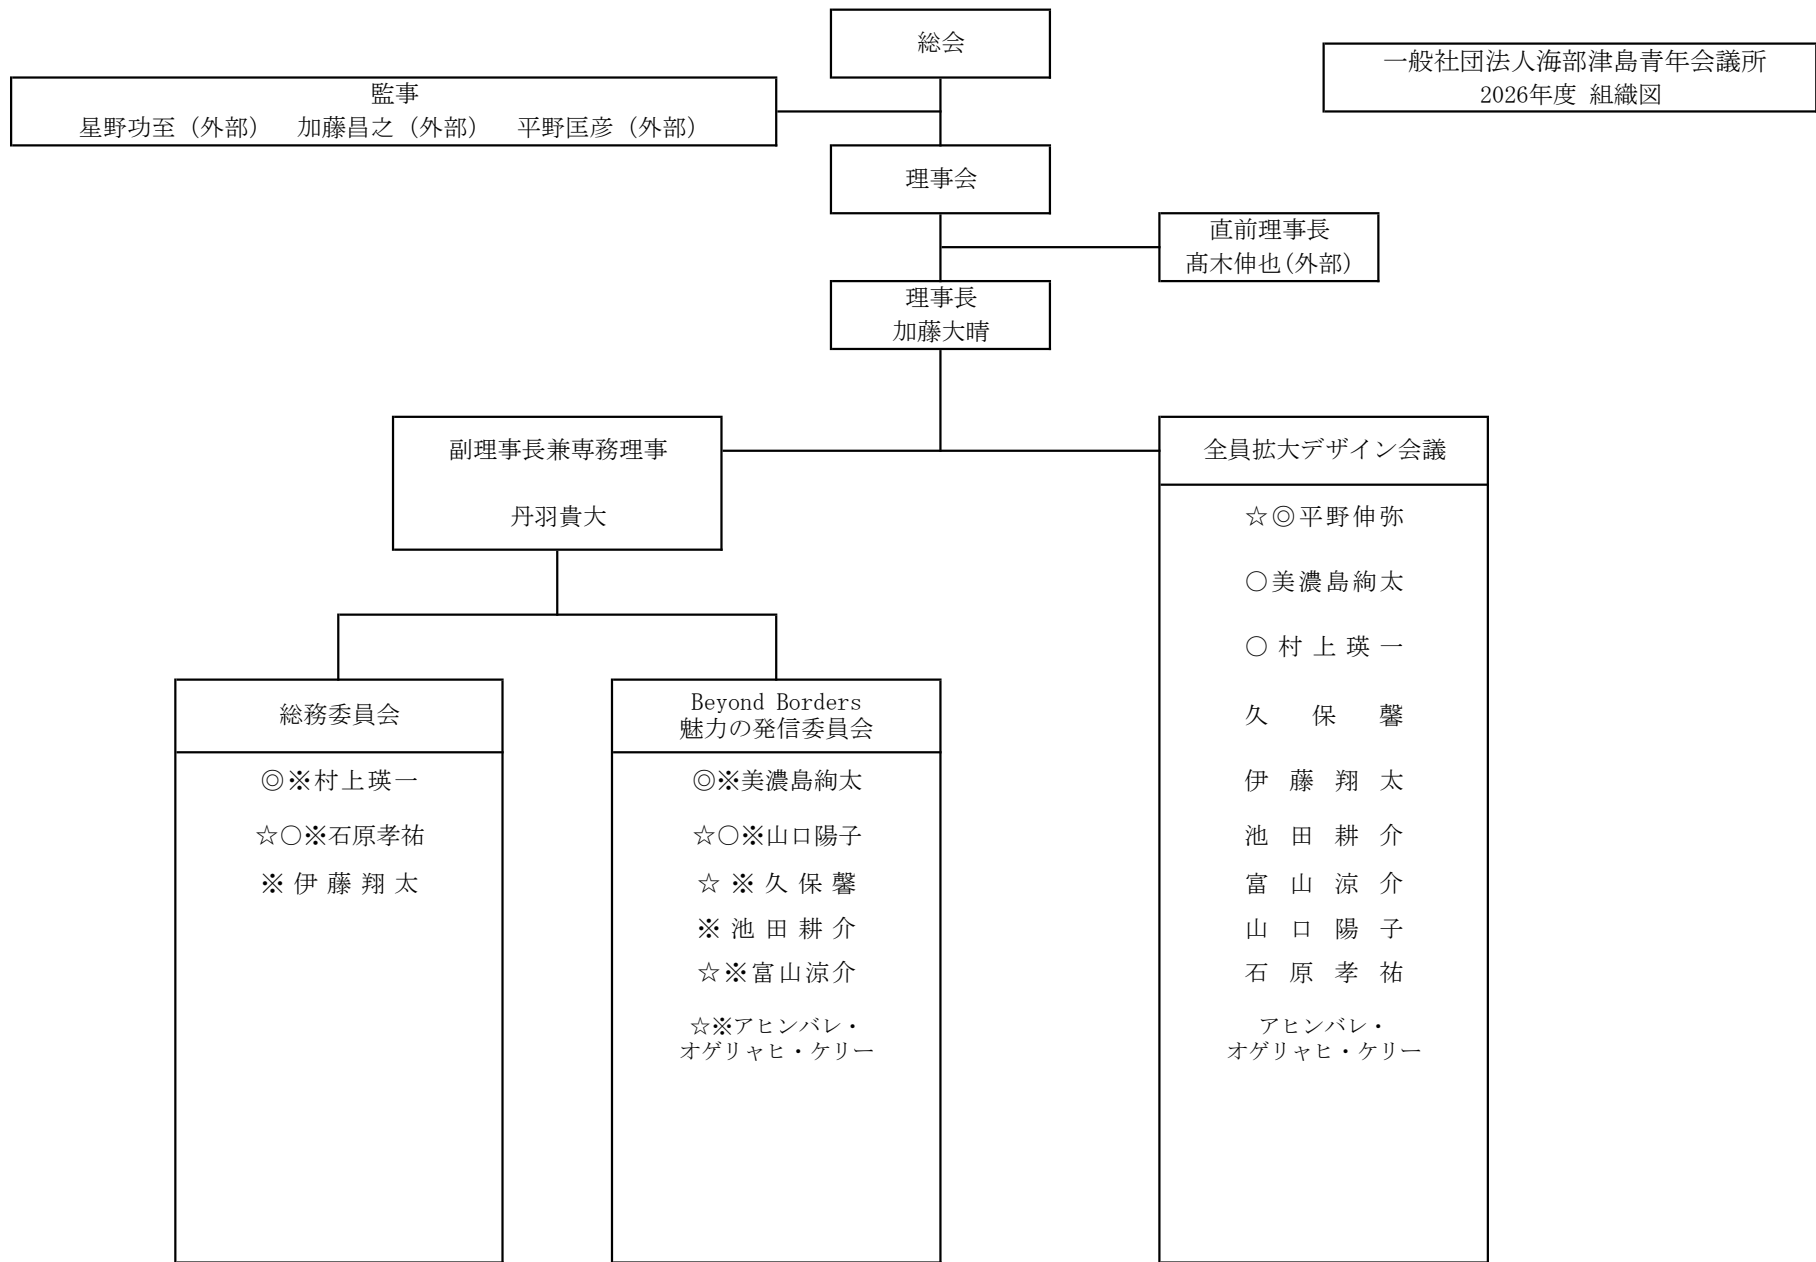 総会
一般社団法人海部津島青年会議所
2026年度 組織図
監事
星野功至（外部） 加藤昌之（外部） 平野匡彦（外部）
理事会
直前理事長
髙木伸也(外部)
理事長
加藤大晴
副理事長兼専務理事
丹羽貴大
全員拡大デザイン会議
☆◎平野伸弥
○美濃島絢太
○村上瑛一
久保馨
伊藤翔太
池田耕介
富山涼介
山口陽子
石原孝祐
アヒンバレ・
オゲリャヒ・ケリー
総務委員会
◎※村上瑛一
☆○※石原孝祐
※伊藤翔太
Beyond Borders
魅力の発信委員会
◎※美濃島絢太
☆○※山口陽子
☆※久保馨
※池田耕介
☆※富山涼介
☆※アヒンバレ・
オゲリャヒ・ケリー